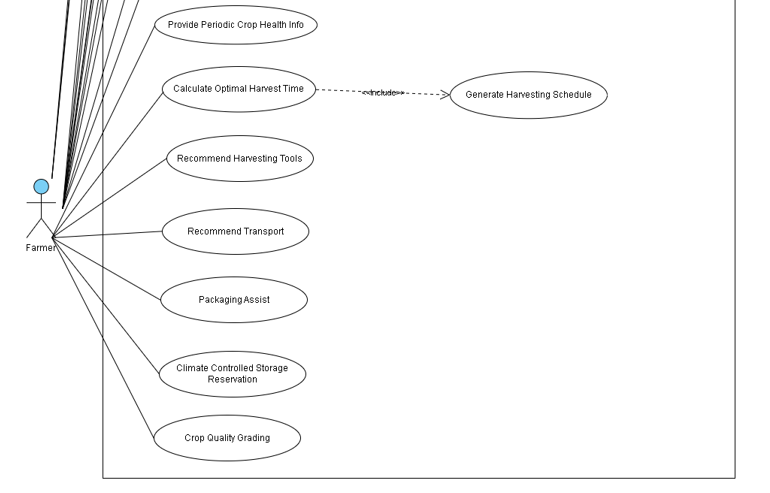 Provide Periodic Crop Health Info
Calculate Optimal Harvest Time
<<Include>>
Generate Harvesting Schedule
Recommend Harvesting Tools
Recommend Transport
Farmer
Packaging Assist
Climate Controlled Storage
Reservation
Crop Quality Grading